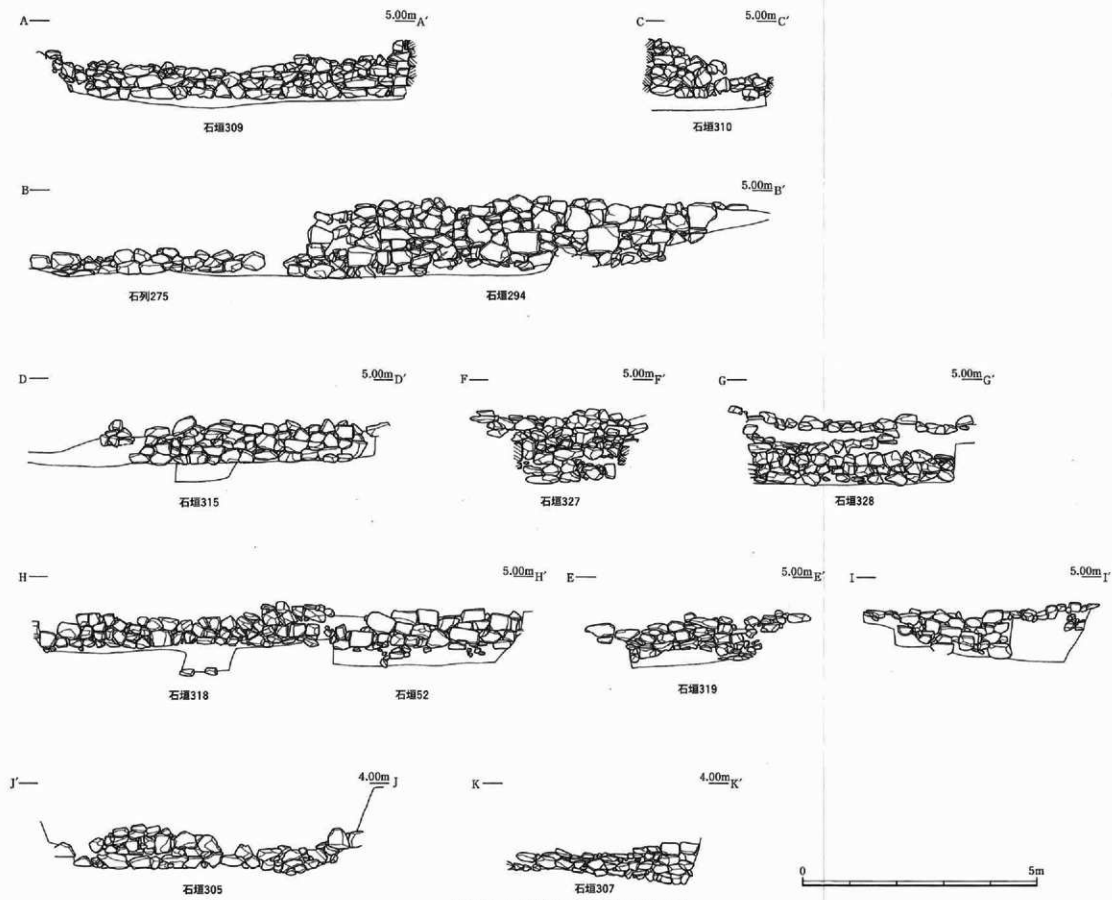 A 5.00m A′
C 5.00m C′
石垣309
石垣310
B 5.00m B′
石列275
石垣294
D 5.00m D′
F 5.00m F′
G 5.00m G′
石垣315
石垣327
石垣328
H 5.00m H′
E 5.00m E′
I 5.00m I′
石垣318
石垣52
石垣319
J′ 4.00m J
K 4.00m K′
石垣305
石垣307
0 5m